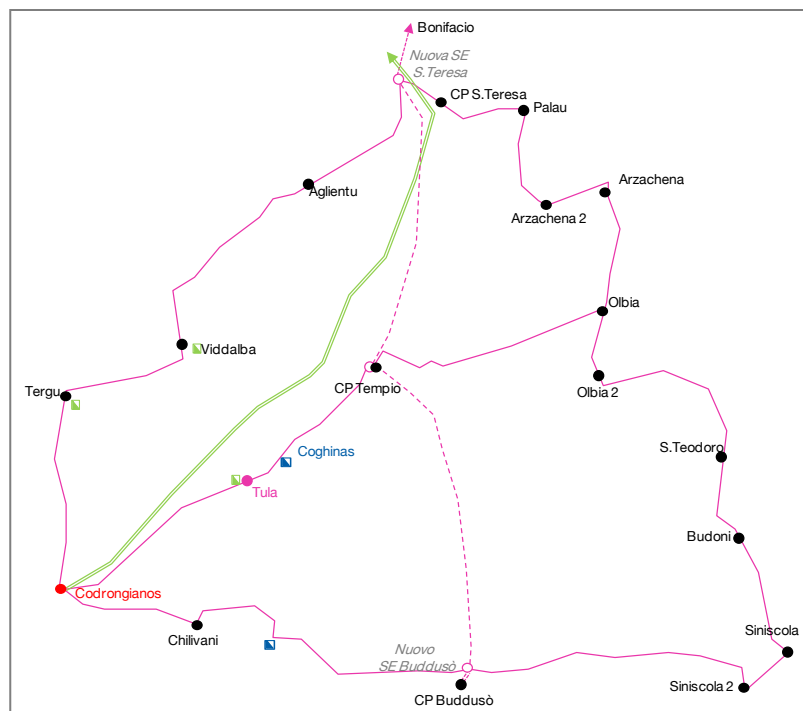 Bonifacio
Nuova SE
S.Teresa
CP S.Teresa
Palau
Aglientu
Arzachena
Arzachena 2
Olbia
Viddalba
CP Tempio
Olbia 2
Tergu
S.Teodoro
Coghinas
Tula
Budoni
Codrongianos
Chilivani
Siniscola
Nuovo
SE Buddusò
Siniscola 2
CP Buddusò